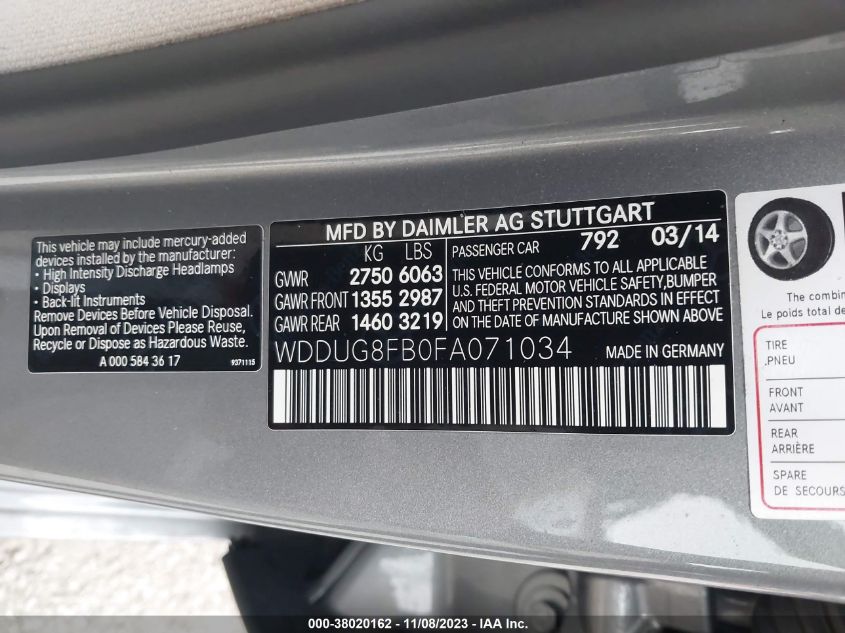 This vehicle may include mercury-added
devices installed by the manufacturer:
• High Intensity Discharge Headlamps
• Displays
• Back-lit Instruments
Remove Devices Before Vehicle Disposal.
Upon Removal of Devices Please Reuse,
Recycle or Dispose as Hazardous Waste.
A 000 584 36 17
9371115
MFD BY DAIMLER AG STUTTGART
KG LBS
GVWR 2750 6063
GAWR FRONT 1355 2987
GAWR REAR 1460 3219
PASSENGER CAR 792 03/14
THIS VEHICLE CONFORMS TO ALL APPLICABLE
U.S. FEDERAL MOTOR VEHICLE SAFETY,BUMPER
AND THEFT PREVENTION STANDARDS IN EFFECT
ON THE DATE OF MANUFACTURE SHOWN ABOVE
WDDUG8FB0FA071034
MADE IN GERMANY
The combin
Le poids total
TIRE
.PNEU
FRONT
AVANT
REAR
ARRIÈRE
SPARE
DE SECOURS
000-38020162 - 11/08/2023 - IAA Inc.